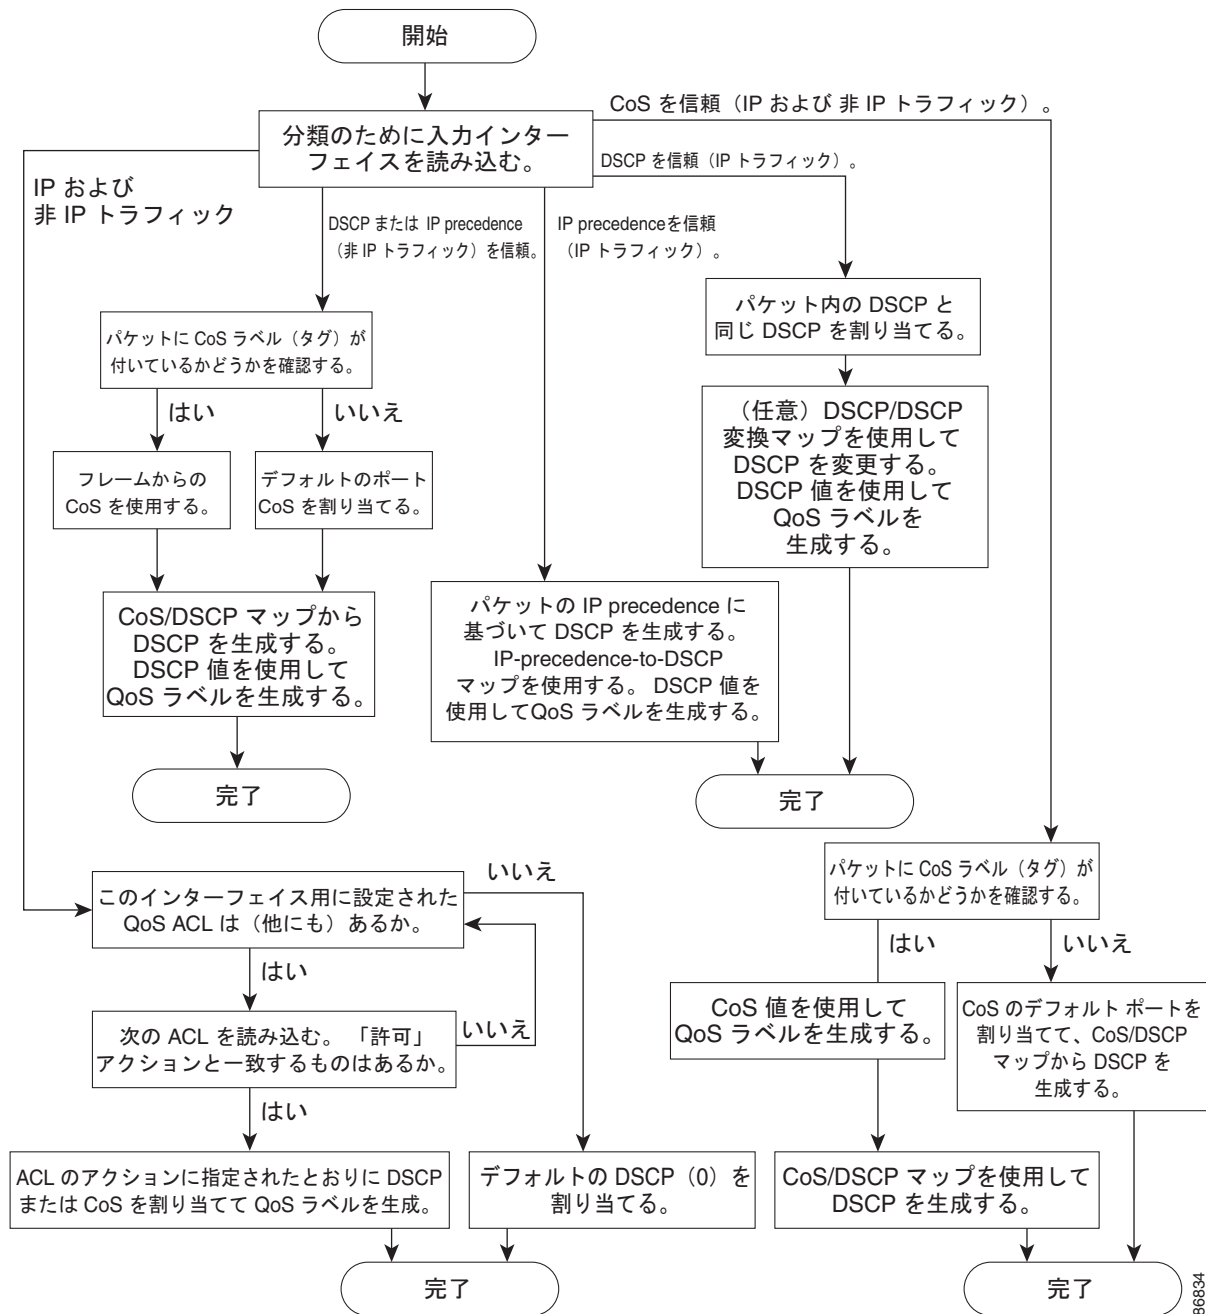 開始
CoS を信頼（IP および 非 IP トラフィック）。
分類のために入力インター
フェイスを読み込む。
DSCP を信頼（IP トラフィック）。
IP および
非 IP トラフィック
DSCP または IP precedence
（非 IP トラフィック）を信頼。
IP precedenceを信頼
（IP トラフィック）。
パケット内の DSCP と
同じ DSCP を割り当てる。
パケットに CoS ラベル（タグ）が
付いているかどうかを確認する。
はい
いいえ
（任意）DSCP/DSCP
変換マップを使用して
DSCP を変更する。
DSCP 値を使用して
QoS ラベルを
生成する。
フレームからの
CoS を使用する。
デフォルトのポート
CoS を割り当てる。
CoS/DSCP マップから
DSCP を生成する。
DSCP 値を使用して
QoS ラベルを生成する。
パケットの IP precedence に
基づいて DSCP を生成する。
IP-precedence-to-DSCP
マップを使用する。 DSCP 値を
使用してQoS ラベルを生成する。
完了
完了
パケットに CoS ラベル（タグ）が
付いているかどうかを確認する。
いいえ
このインターフェイス用に設定された
QoS ACL は（他にも）あるか。
はい
はい
いいえ
CoS 値を使用して
QoS ラベルを生成する。
CoS のデフォルト ポートを
割り当てて、CoS/DSCP
マップから DSCP を
生成する。
次の ACL を読み込む。 「許可」
アクションと一致するものはあるか。
いいえ
はい
ACL のアクションに指定されたとおりに DSCP
または CoS を割り当てて QoS ラベルを生成。
デフォルトの DSCP（0）を
割り当てる。
CoS/DSCP マップを使用して
DSCP を生成する。
完了
完了
86834